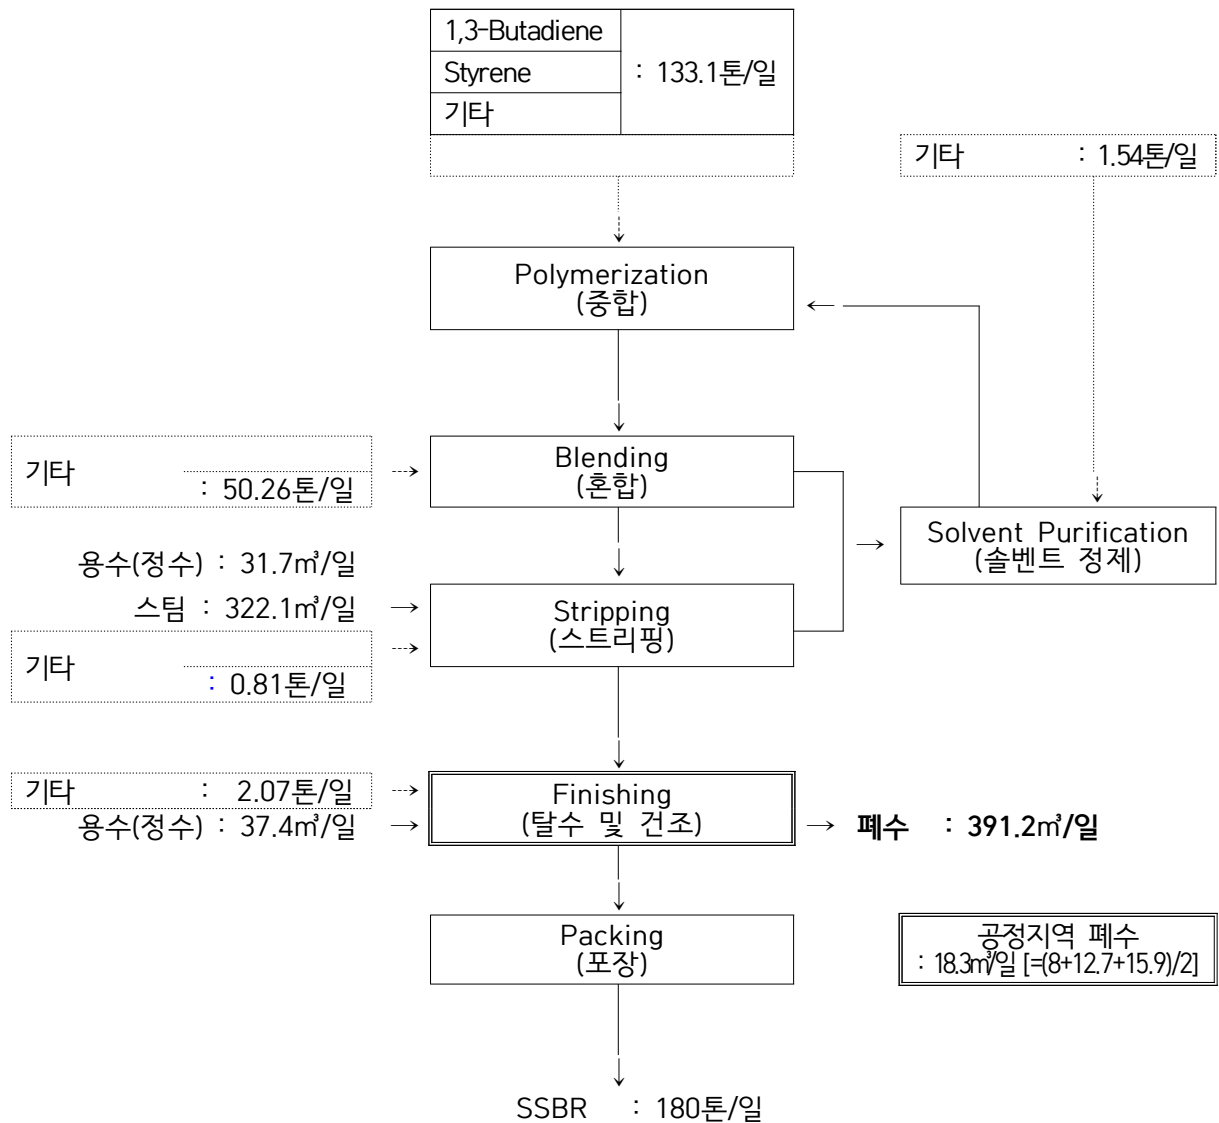 1,3-Butadiene
Styrene : 133.1톤/일
기타
기타 : 1.54톤/일
Polymerization
(중합)
Blending
(혼합)
기타
: 50.26톤/일
Solvent Purification
(솔벤트 정제)
용수(정수) : 31.7㎥/일
스팀 : 322.1㎥/일
Stripping
(스트리핑)
기타
: 0.81톤/일
기타 : 2.07톤/일
용수(정수) : 37.4㎥/일
Finishing
(탈수 및 건조)
폐수 : 391.2㎥/일
Packing
(포장)
공정지역 폐수
: 18.3㎥/일 [=(8+12.7+15.9)/2]
SSBR : 180톤/일